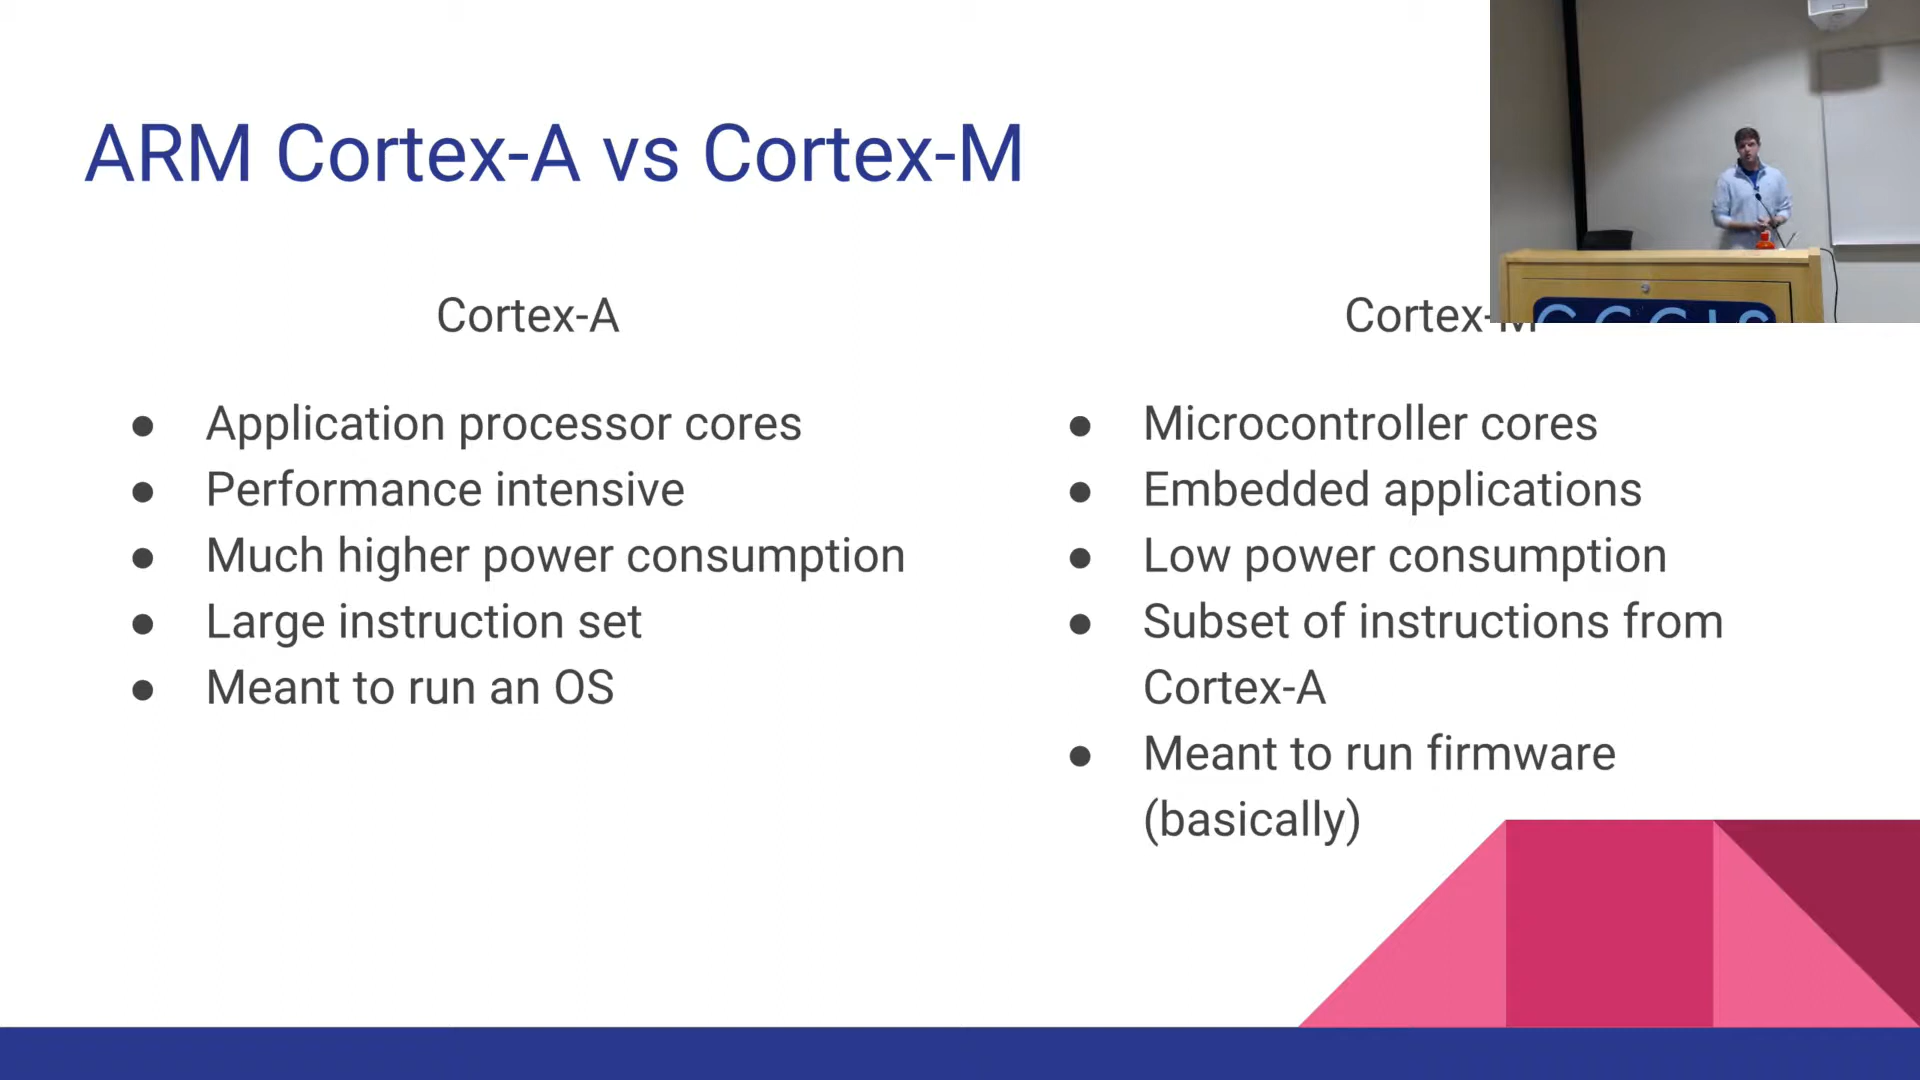 ARM Cortex-A vs Cortex-M
Cortex-A
Application processor cores
Performance intensive
Much higher power consumption
Large instruction set
Meant to run an OS
Cortex-M
Microcontroller cores
Embedded applications
Low power consumption
Subset of instructions from
Cortex-A
Meant to run firmware
(basically)